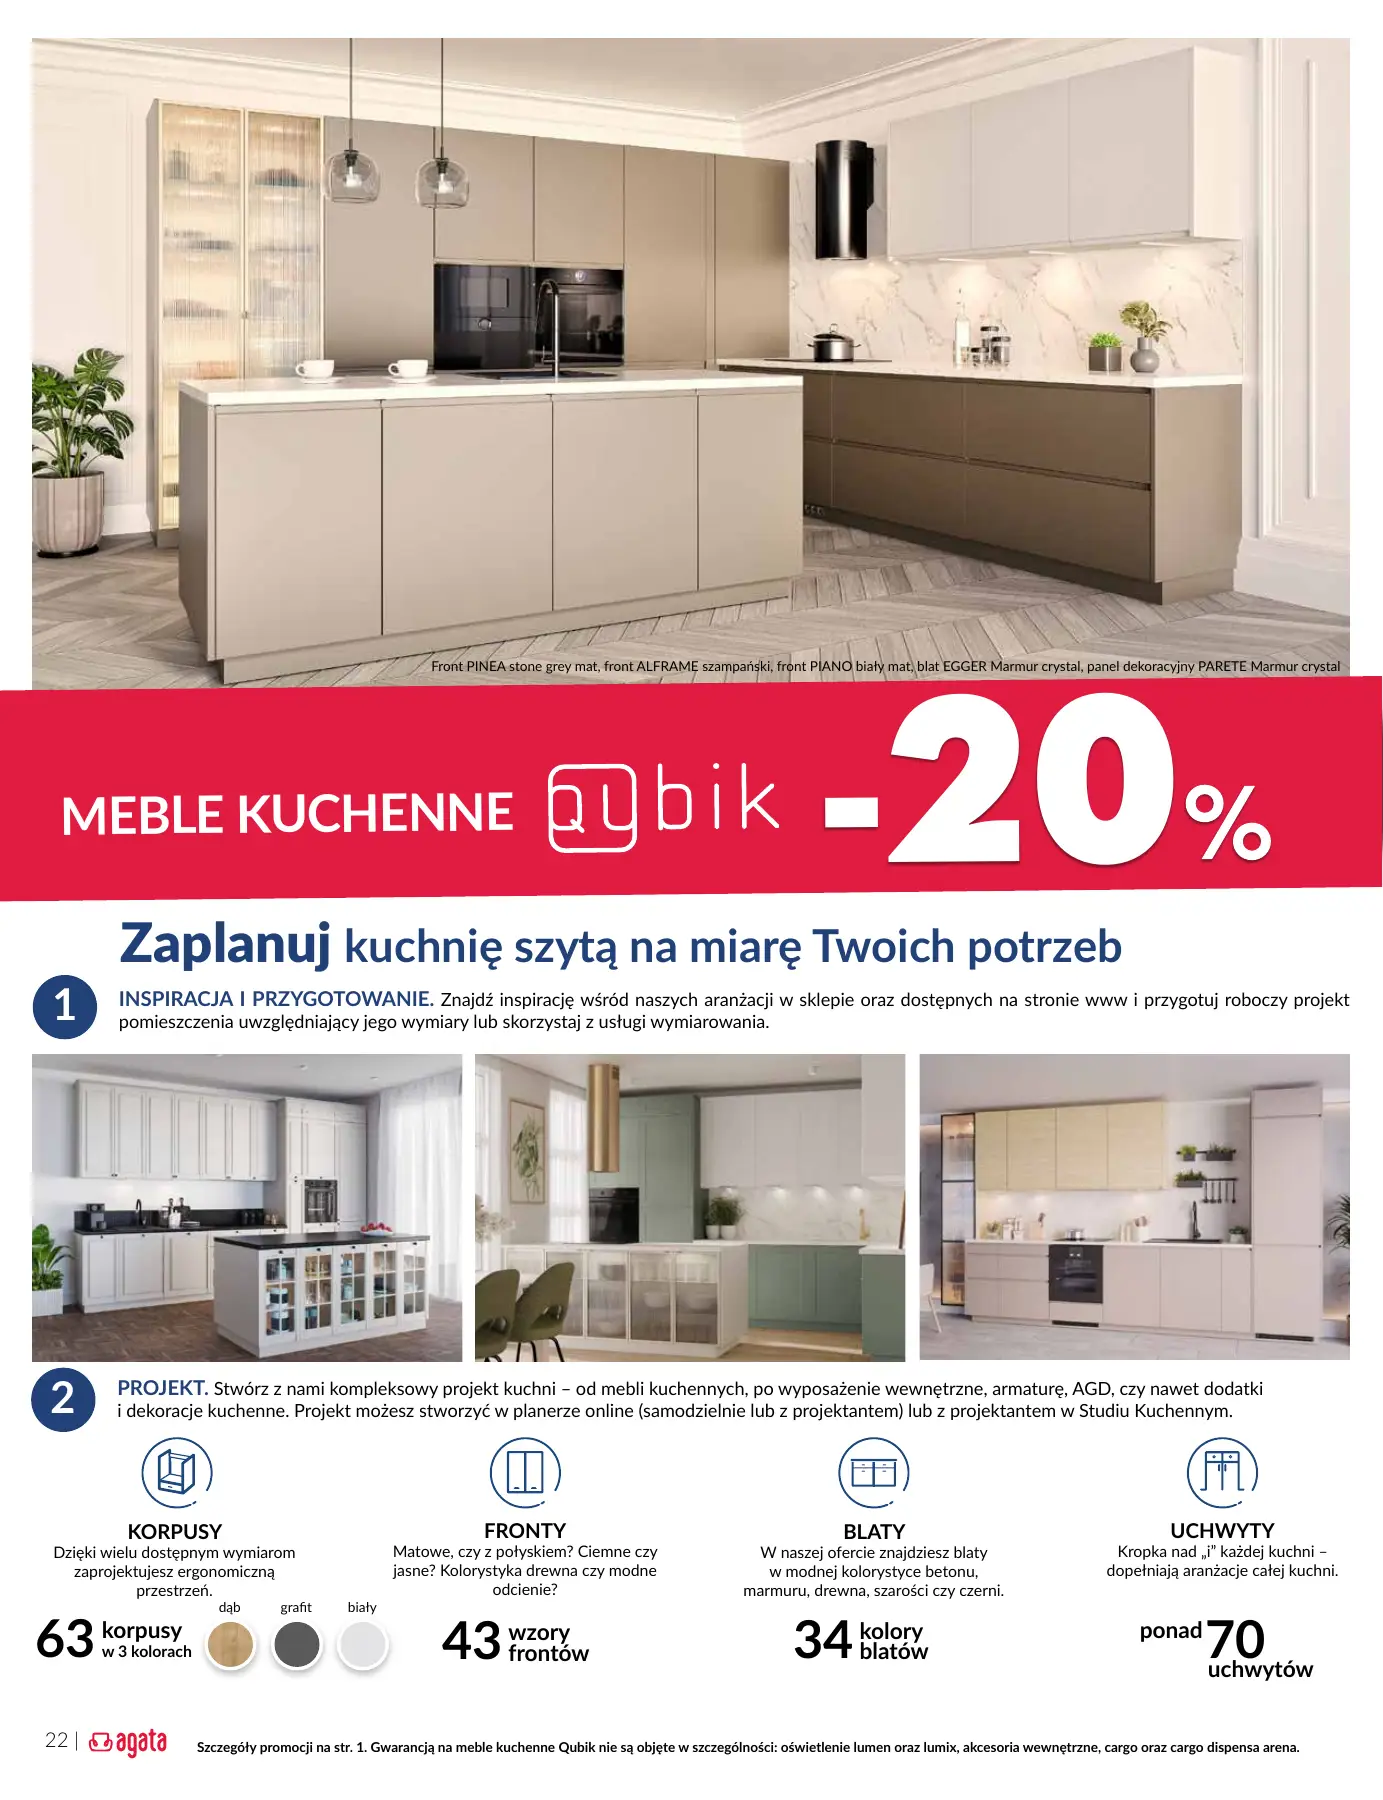 Front PINEA stone grey mat, front ALFRAME szampański, front PIANO biały mat, blat EGGER Marmur crystal, panel dekoracyjny PARETE Marmur crystal
MEBLE KUCHENNE Qubik -20%
Zaplanuj kuchnię szytą na miarę Twoich potrzeb
1
INSPIRACJA I PRZYGOTOWANIE. Znajdź inspirację wśród naszych aranżacji w sklepie oraz dostępnych na stronie www i przygotuj roboczy projekt
pomieszczenia uwzględniający jego wymiary lub skorzystaj z usługi wymiarowania.
2
PROJEKT. Stwórz z nami kompleksowy projekt kuchni – od mebli kuchennych, po wyposażenie wewnętrzne, armaturę, AGD, czy nawet dodatki
i dekoracje kuchenne. Projekt możesz stworzyć w planerze online (samodzielnie lub z projektantem) lub z projektantem w Studiu Kuchennym.
KORPUSY
Dzięki wielu dostępnym wymiarom
zaprojektujesz ergonomiczną
przestrzeń.
63 korpusy
w 3 kolorach
dąb
grafit
biały
FRONTY
Matowe, czy z połyskiem? Ciemne czy
jasne? Kolorystyka drewna czy modne
odcienie?
43 wzory
frontów
BLATY
W naszej ofercie znajdziesz blaty
w modnej kolorystyce betonu,
marmuru, drewna, szarości czy czerni.
34 kolory
blatów
UCHWYTY
Kropka nad „i” każdej kuchni –
dopełniają aranżacje całej kuchni.
ponad 70
uchwytów
22 | agata
Szczegóły promocji na str. 1. Gwarancją na meble kuchenne Qubik nie są objęte w szczególności: oświetlenie lumen oraz lumix, akcesoria wewnętrzne, cargo oraz cargo dispensa arena.